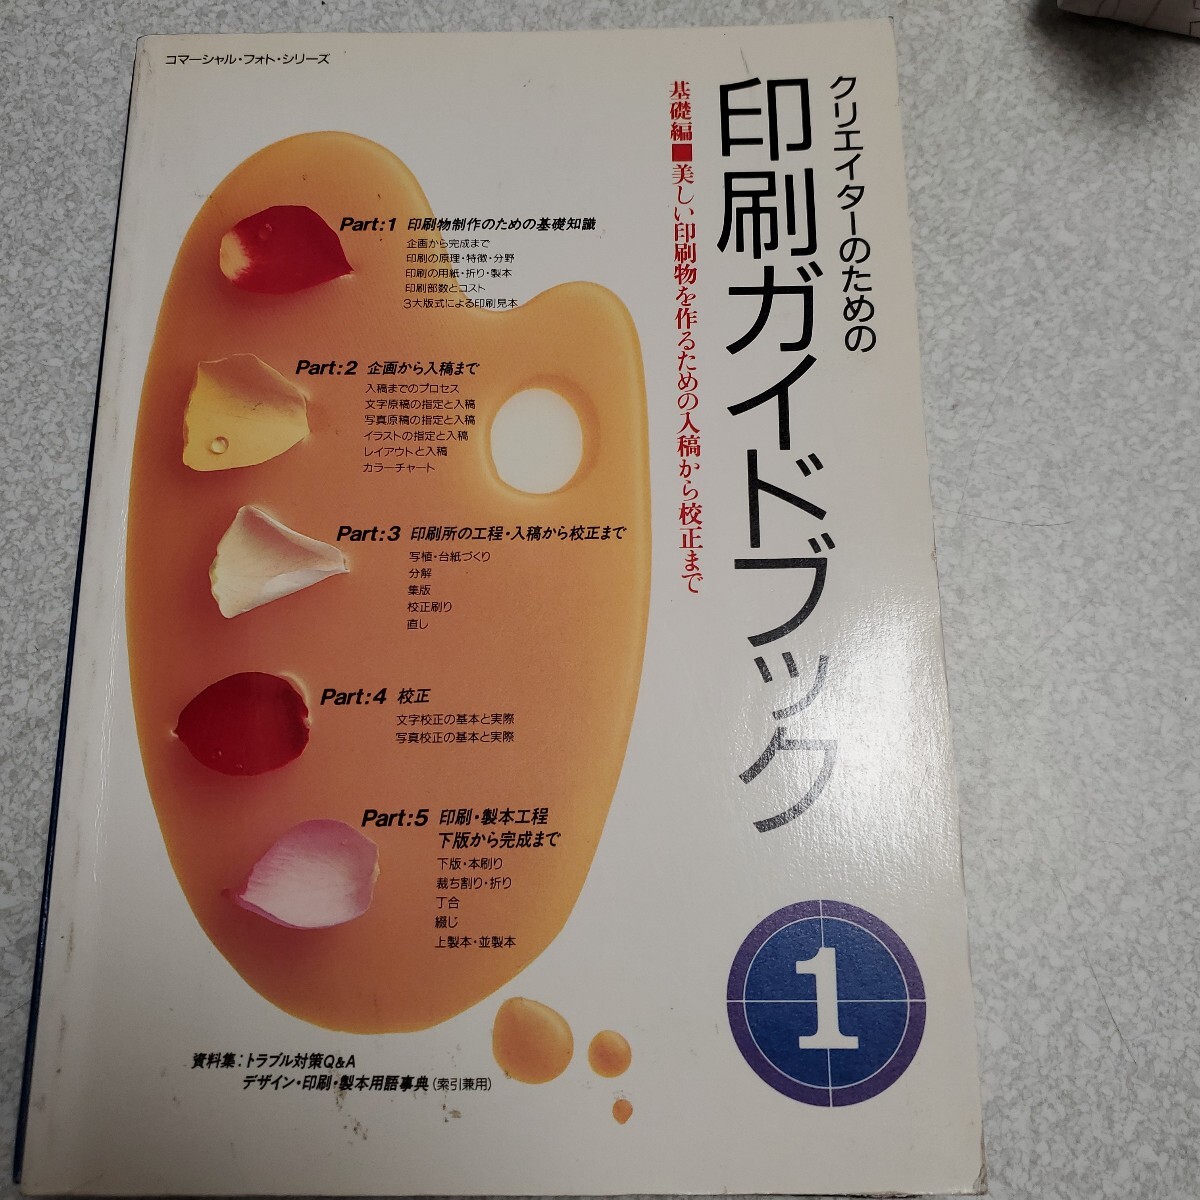 コマーシャル・フォト・シリーズ
クリエイターのための
印刷ガイドブック
基礎編■美しい印刷物を作るための入稿から校正まで
Part:1 印刷物制作のための基礎知識
企画から完成まで
印刷の原理・特徴・分野
印刷の用紙・折り・製本
印刷部数とコスト
3大版式による印刷見本
Part:2 企画から入稿まで
入稿までのプロセス
文字原稿の指定と入稿
写真原稿の指定と入稿
イラストの指定と入稿
レイアウトと入稿
カラーチャート
Part:3 印刷所の工程・入稿から校正まで
写植・台紙づくり
分解
集版
校正刷り
直し
Part:4 校正
文字校正の基本と実際
写真校正の基本と実際
Part:5 印刷・製本工程
下版から完成まで
下版・本刷り
裁ち割り・折り
丁合
綴じ
上製本・並製本
1
資料集：トラブル対策Q&A
デザイン・印刷・製本用語事典(索引兼用)